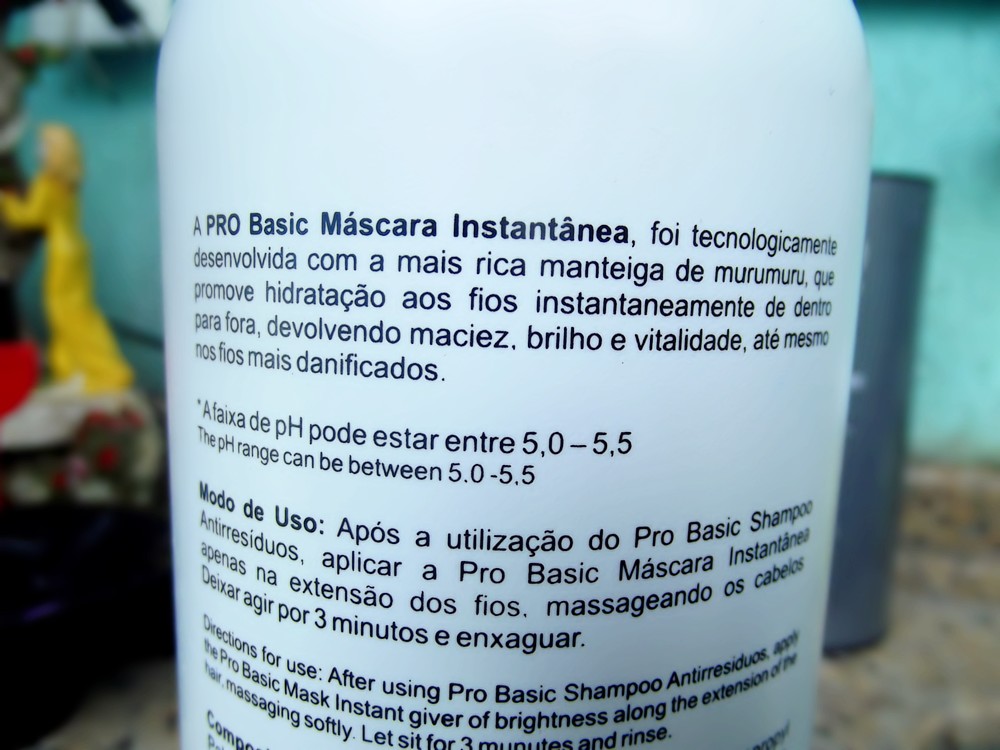 A PRO Basic Máscara Instantânea, foi tecnologicamente
desenvolvida com a mais rica manteiga de murumuru, que
promove hidratação aos fios instantaneamente de dentro
para fora, devolvendo maciez, brilho e vitalidade, até mesmo
nos fios mais danificados.
*A faixa de pH pode estar entre 5,0 – 5,5
The pH range can be between 5.0 -5.5
Modo de Uso: Após a utilização do Pro Basic Shampoo
Antirresíduos, aplicar a Pro Basic Máscara Instantânea
apenas na extensão dos fios, massageando os cabelos
Deixar agir por 3 minutos e enxaguar.
Directions for use: After using Pro Basic Shampoo Antirresiduos, apply
the Pro Basic Mask Instant giver of brightness along the extension of the
hair, massaging softly. Let sit for 3 munutes and rinse.